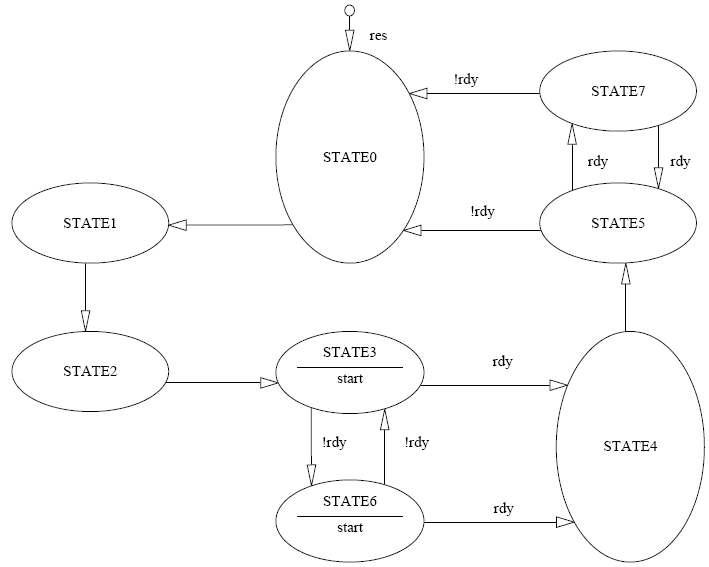 res
!rdy
STATE7
STATE0
rdy
rdy
STATE1
!rdy
STATE5
STATE2
STATE3
start
rdy
!rdy
!rdy
STATE4
STATE6
start
rdy